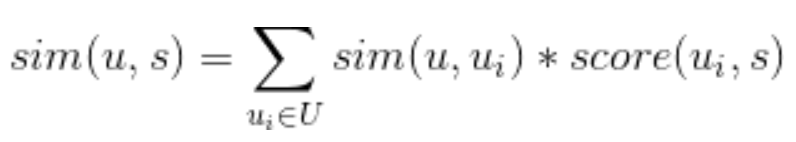 sim(u, s) = ∑ sim(u, u_i) * score(u_i, s)
u_i∈U